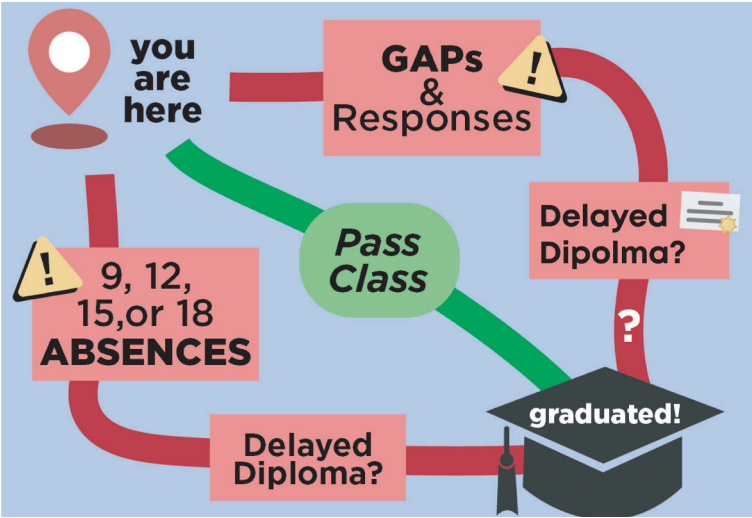 you
are
here
GAPs
&
Responses
!
Delayed
Dipolma?
?
Pass
Class
!
9, 12,
15,or 18
ABSENCES
Delayed
Diploma?
graduated!